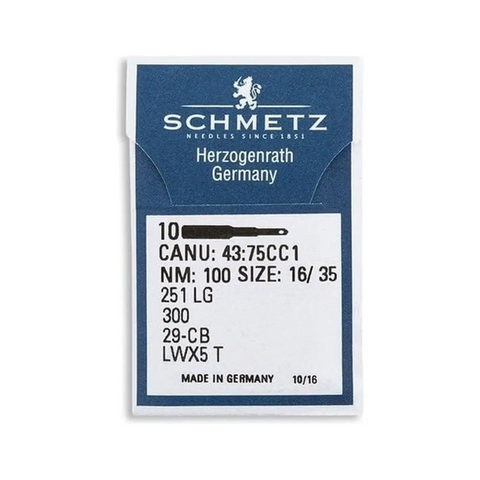 SCHMETZ
NEEDLES SINCE 1851
Herzogenrath
Germany
10
CANU: 43:75CC1
NM: 100 SIZE: 16/ 35
251 LG
300
29-CB
LWX5 T
MADE IN GERMANY 10/16